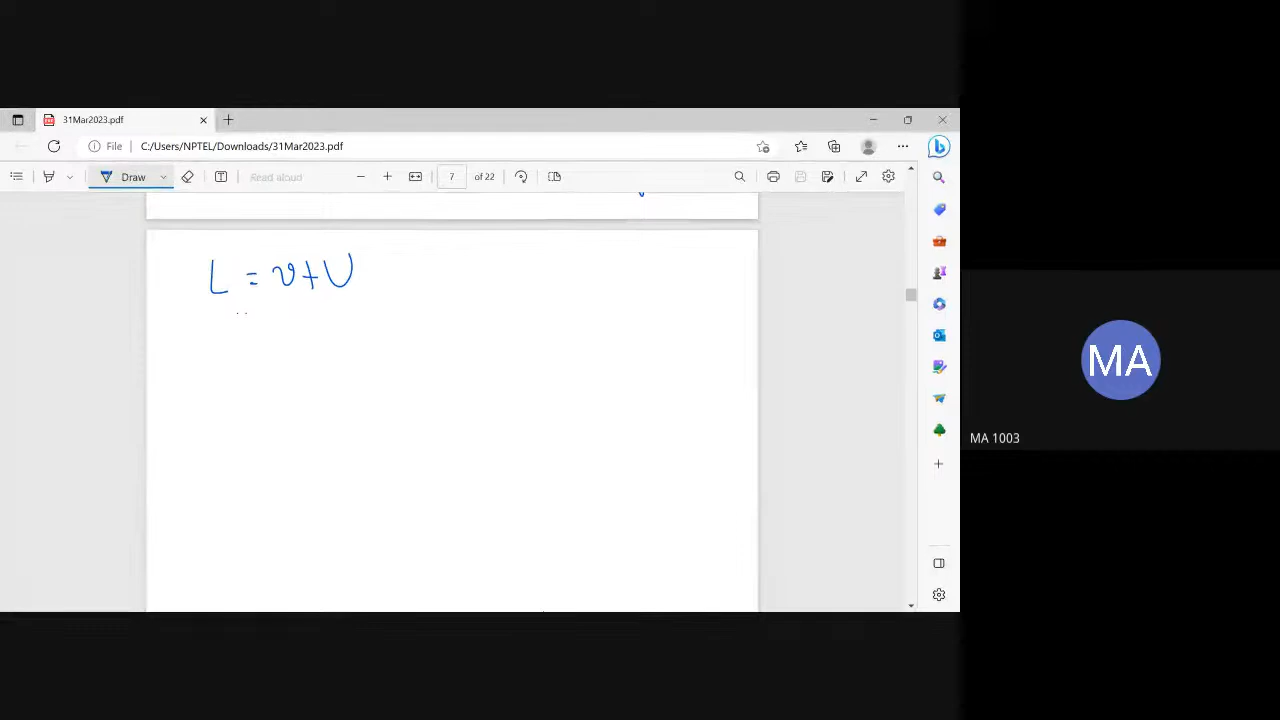 31Mar2023.pdf
File
C:/Users/NPTEL/Downloads/31Mar2023.pdf
Draw
Read aloud
7
of 22
L = v+U
MA
MA 1003